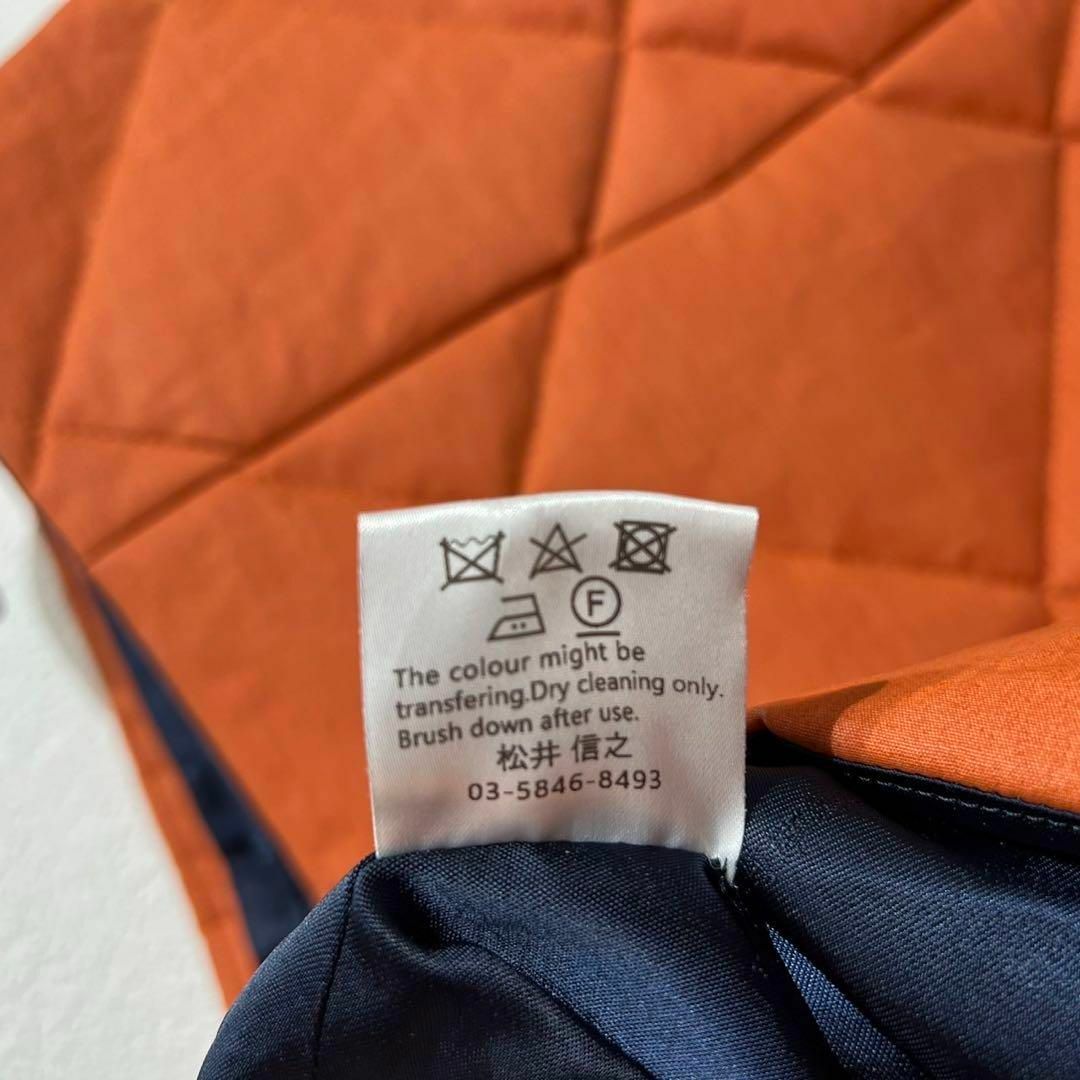 F
The colour might be
transfering.Dry cleaning only.
Brush down after use.
松井 信之
03-5846-8493